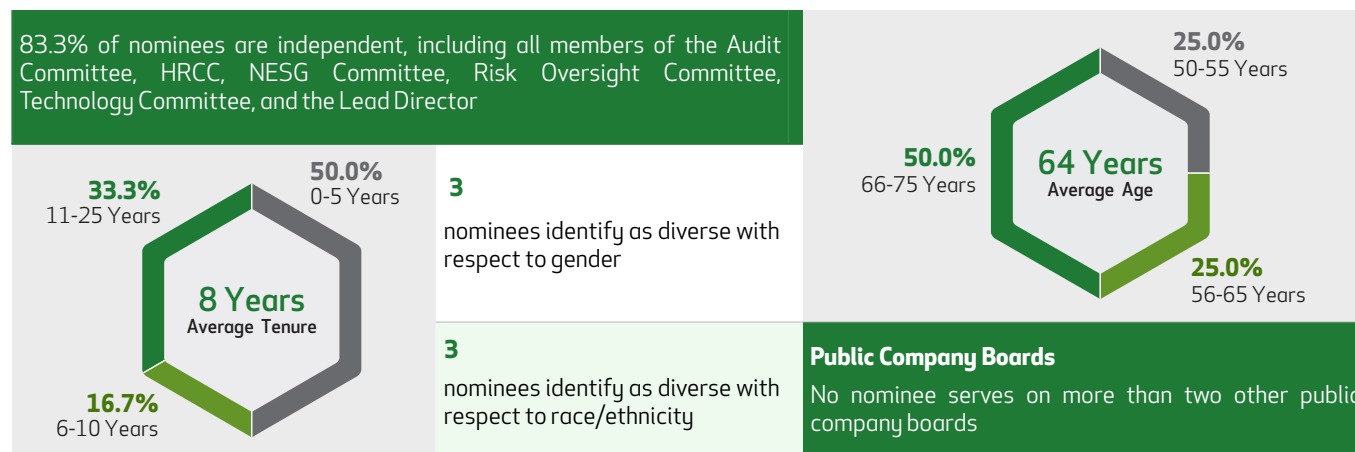 83.3% of nominees are independent, including all members of the Audit
Committee, HRCC, NESG Committee, Risk Oversight Committee,
Technology Committee, and the Lead Director
33.3%
11-25 Years
50.0%
0-5 Years
8 Years
Average Tenure
16.7%
6-10 Years
3
nominees identify as diverse with
respect to gender
3
nominees identify as diverse with
respect to race/ethnicity
25.0%
50-55 Years
50.0%
66-75 Years
64 Years
Average Age
25.0%
56-65 Years
Public Company Boards
No nominee serves on more than two other public
company boards